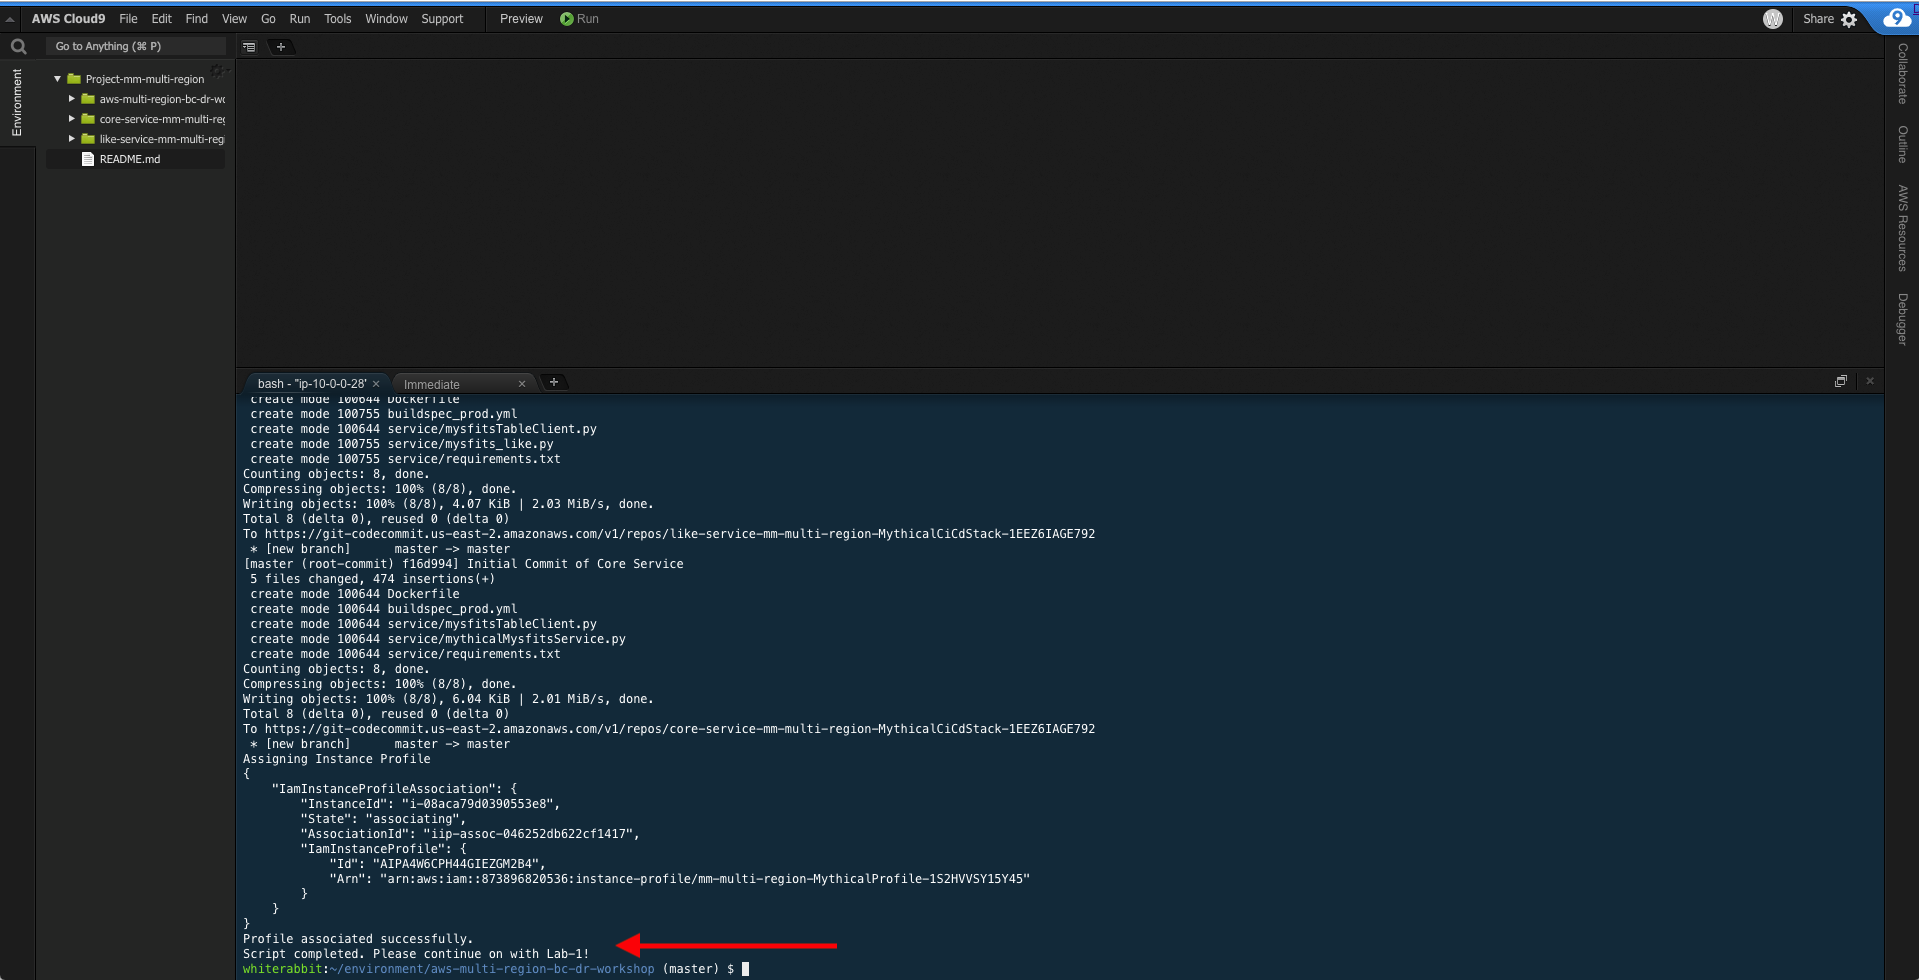 AWS Cloud9 File Edit Find View Go Run Tools Window Support Preview Run W Share 9
Go to Anything (⌘ P)
Environment
Project-mm-multi-region
aws-multi-region-bc-dr-wo
core-service-mm-multi-reg
like-service-mm-multi-regi
README.md
Collaborate
Outline
AWS Resources
Debugger
bash - "ip-10-0-0-28" Immediate
create mode 100644 Dockerfile
create mode 100755 buildspec_prod.yml
create mode 100644 service/mysfitsTableClient.py
create mode 100755 service/mysfits_like.py
create mode 100755 service/requirements.txt
Counting objects: 8, done.
Compressing objects: 100% (8/8), done.
Writing objects: 100% (8/8), 4.07 KiB | 2.03 MiB/s, done.
Total 8 (delta 0), reused 0 (delta 0)
To https://git-codecommit.us-east-2.amazonaws.com/v1/repos/like-service-mm-multi-region-MythicalCiCdStack-1EEZ6IAGE792
* [new branch]      master -> master
[master (root-commit) f16d994] Initial Commit of Core Service
5 files changed, 474 insertions(+)
create mode 100644 Dockerfile
create mode 100644 buildspec_prod.yml
create mode 100644 service/mysfitsTableClient.py
create mode 100644 service/mythicalMysfitsService.py
create mode 100644 service/requirements.txt
Counting objects: 8, done.
Compressing objects: 100% (8/8), done.
Writing objects: 100% (8/8), 6.04 KiB | 2.01 MiB/s, done.
Total 8 (delta 0), reused 0 (delta 0)
To https://git-codecommit.us-east-2.amazonaws.com/v1/repos/core-service-mm-multi-region-MythicalCiCdStack-1EEZ6IAGE792
* [new branch]      master -> master
Assigning Instance Profile
{
    "IamInstanceProfileAssociation": {
        "InstanceId": "i-08aca79d0390553e8",
        "State": "associating",
        "AssociationId": "iip-assoc-046252db622cf1417",
        "IamInstanceProfile": {
            "Id": "AIPA4W6CPH44GIEZGM2B4",
            "Arn": "arn:aws:iam::873896820536:instance-profile/mm-multi-region-MythicalProfile-1S2HVVSY15Y45"
        }
    }
}
Profile associated successfully.
Script completed. Please continue on with Lab-1!
whiterabbit:~/environment/aws-multi-region-bc-dr-workshop (master) $